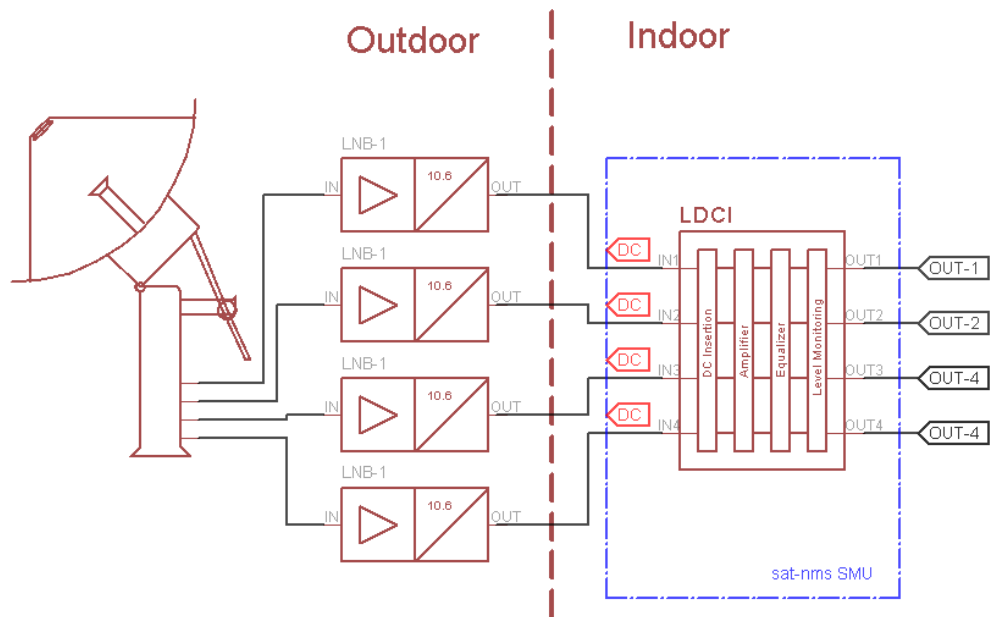 Outdoor
Indoor
LNB-1
IN
10.6
OUT
LNB-1
IN
10.6
OUT
LNB-1
IN
10.6
OUT
LNB-1
IN
10.6
OUT
LDCI
DC
IN1
DC
IN2
DC
IN3
DC
IN4
DC Insertion
Amplifier
Equalizer
Level Monitoring
OUT1
OUT-1
OUT2
OUT-2
OUT3
OUT-4
OUT4
OUT-4
sat-nms SMU